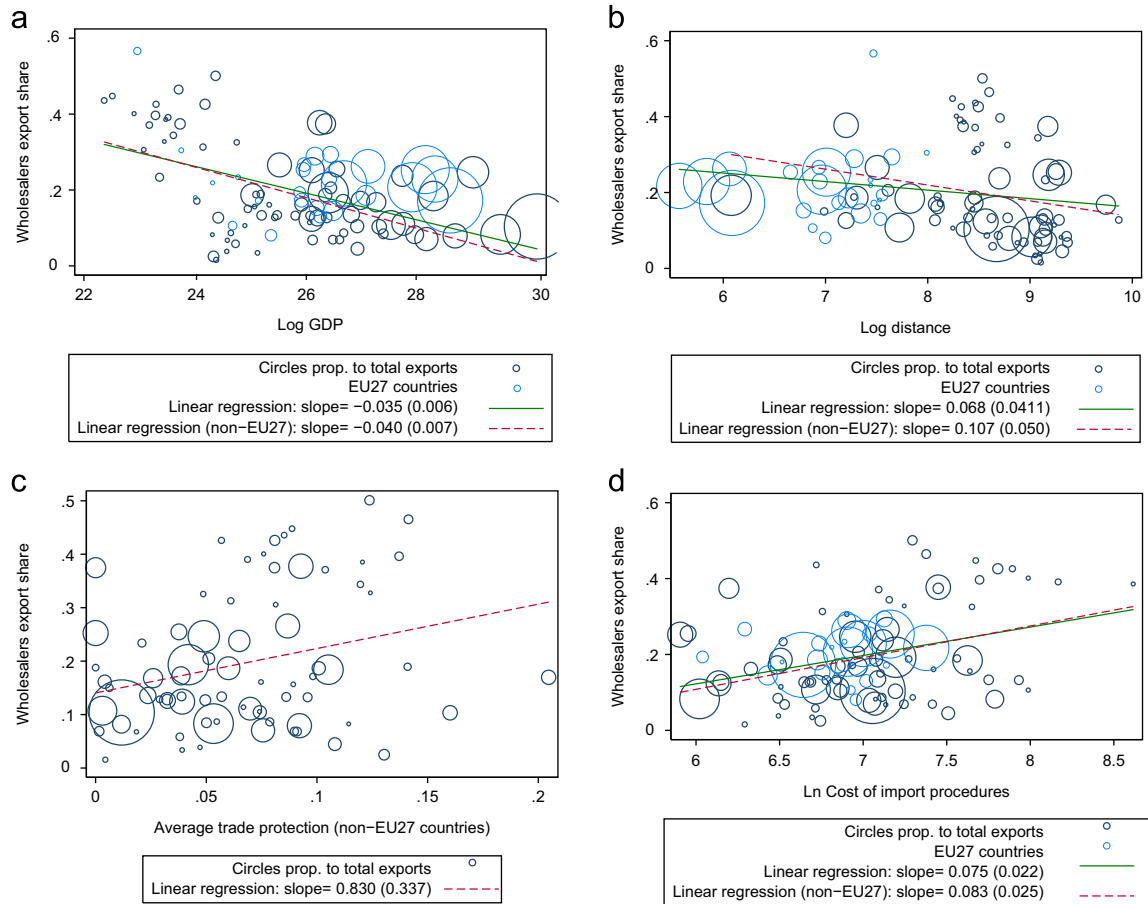 a
Wholesalers export share
.6
.4
.2
0
22
24
26
28
30
Log GDP
Circles prop. to total exports
EU27 countries
Linear regression: slope= −0.035 (0.006)
Linear regression (non−EU27): slope= −0.040 (0.007)
b
Wholesalers export share
.6
.4
.2
0
6
7
8
9
10
Log distance
Circles prop. to total exports
EU27 countries
Linear regression: slope= 0.068 (0.0411)
Linear regression (non−EU27): slope= 0.107 (0.050)
c
Wholesalers export share
.5
.4
.3
.2
.1
0
0
.05
.1
.15
.2
Average trade protection (non−EU27 countries)
Circles prop. to total exports
Linear regression: slope= 0.830 (0.337)
d
Wholesalers export share
.6
.4
.2
0
6
6.5
7
7.5
8
8.5
Ln Cost of import procedures
Circles prop. to total exports
EU27 countries
Linear regression: slope= 0.075 (0.022)
Linear regression (non−EU27): slope= 0.083 (0.025)